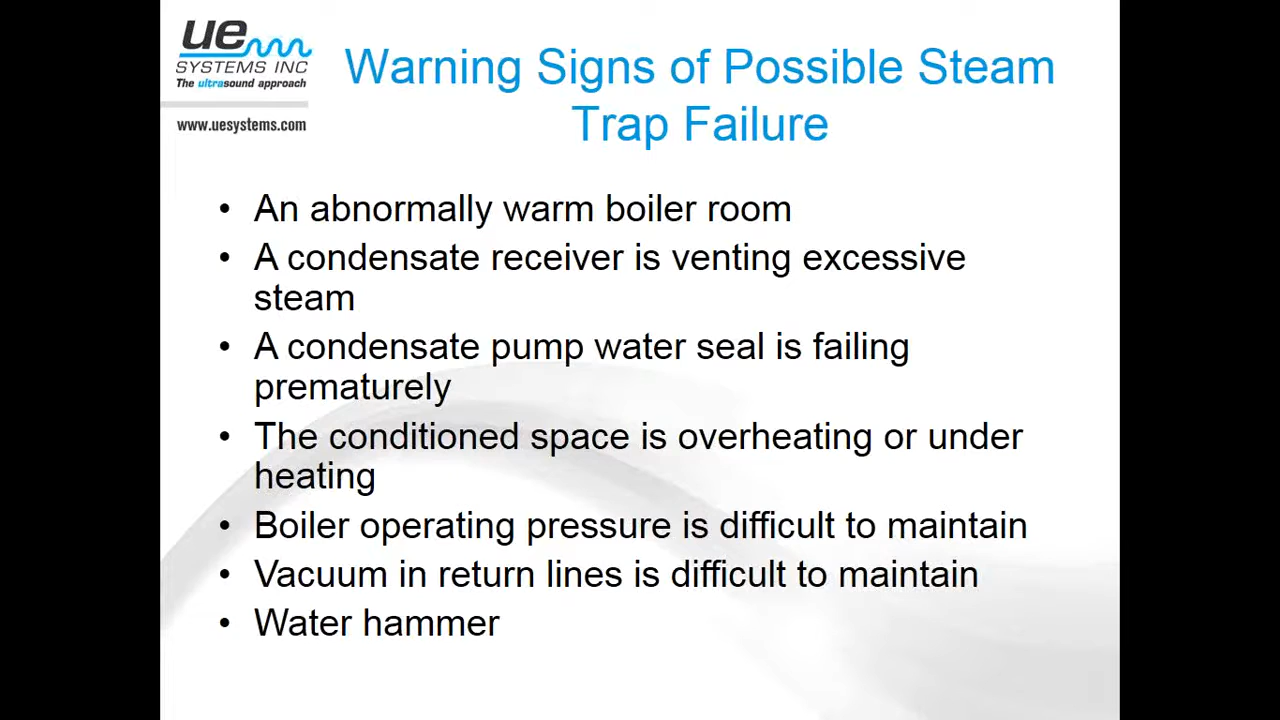 ue
SYSTEMS INC
The ultrasound approach
www.uesystems.com
Warning Signs of Possible Steam
Trap Failure
• An abnormally warm boiler room
• A condensate receiver is venting excessive
steam
• A condensate pump water seal is failing
prematurely
• The conditioned space is overheating or under
heating
• Boiler operating pressure is difficult to maintain
• Vacuum in return lines is difficult to maintain
• Water hammer